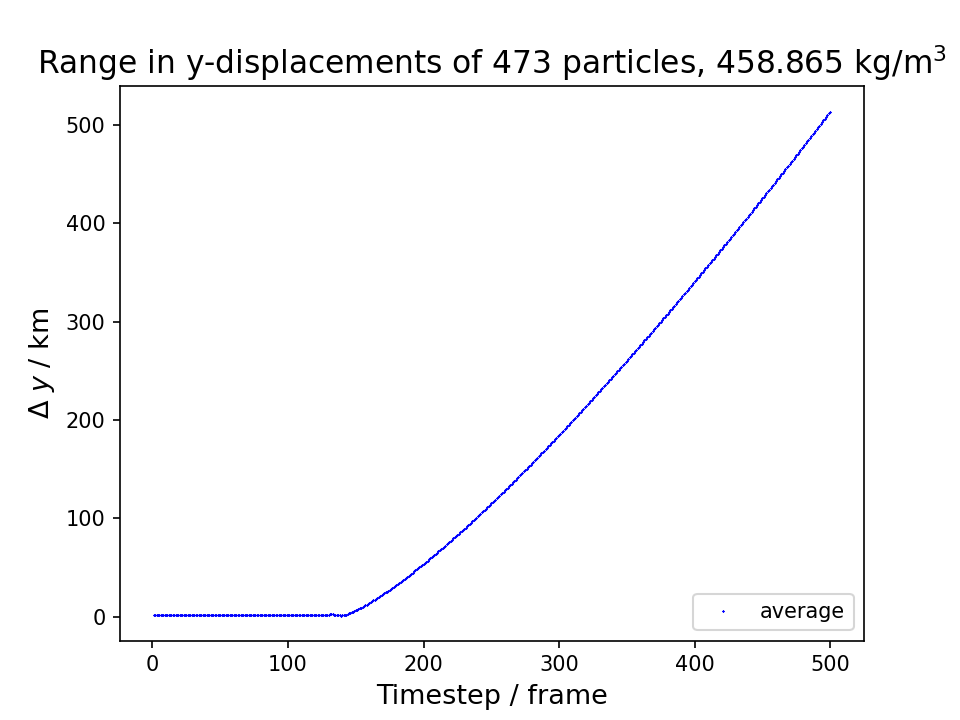 Range in y-displacements of 473 particles, 458.865 kg/m³
500
400
300
200
100
0
Δ y / km
average
0 100 200 300 400 500
Timestep / frame